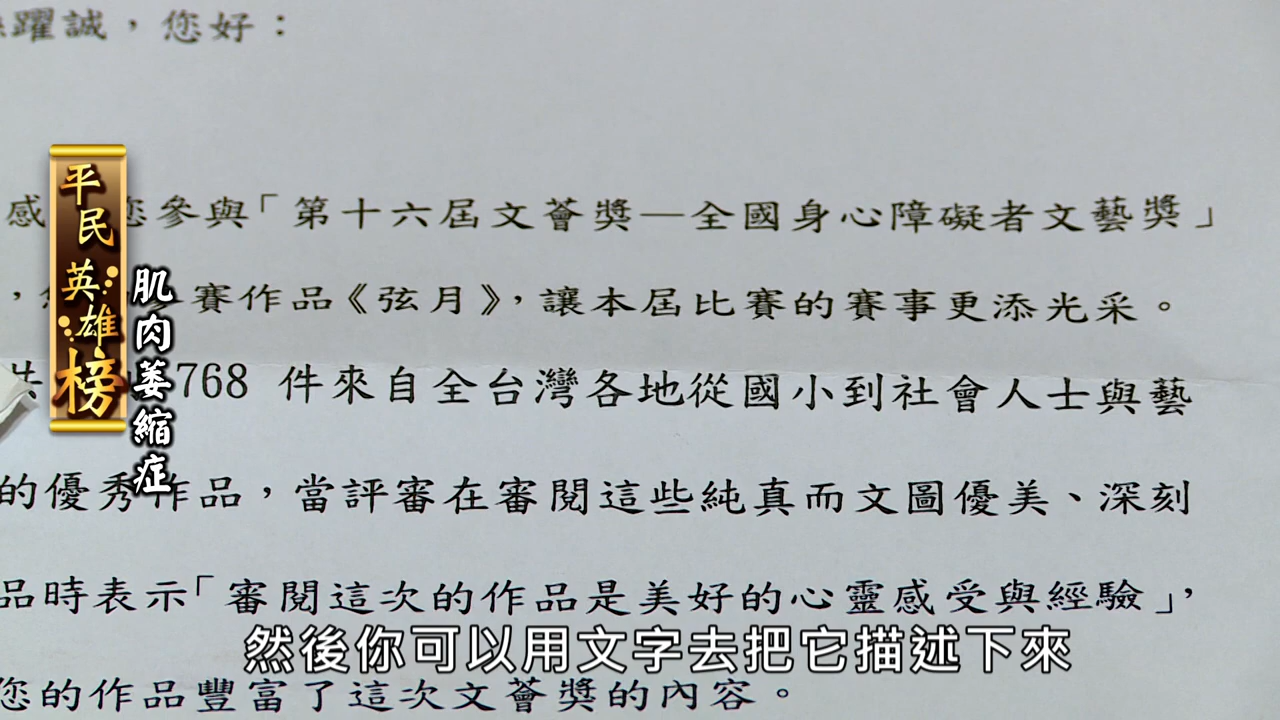 躍誠，您好：
感 您參與「第十六屆文薈獎—全國身心障礙者文藝獎」
， 賽作品《弦月》，讓本屆比賽的賽事更添光采。
共 768 件來自全台灣各地從國小到社會人士與藝
的優秀作品，當評審在審閱這些純真而文圖優美、深刻
品時表示「審閱這次的作品是美好的心靈感受與經驗」，
您的作品豐富了這次文薈獎的內容。
平民英雄榜
肌肉萎縮症
然後你可以用文字去把它描述下來